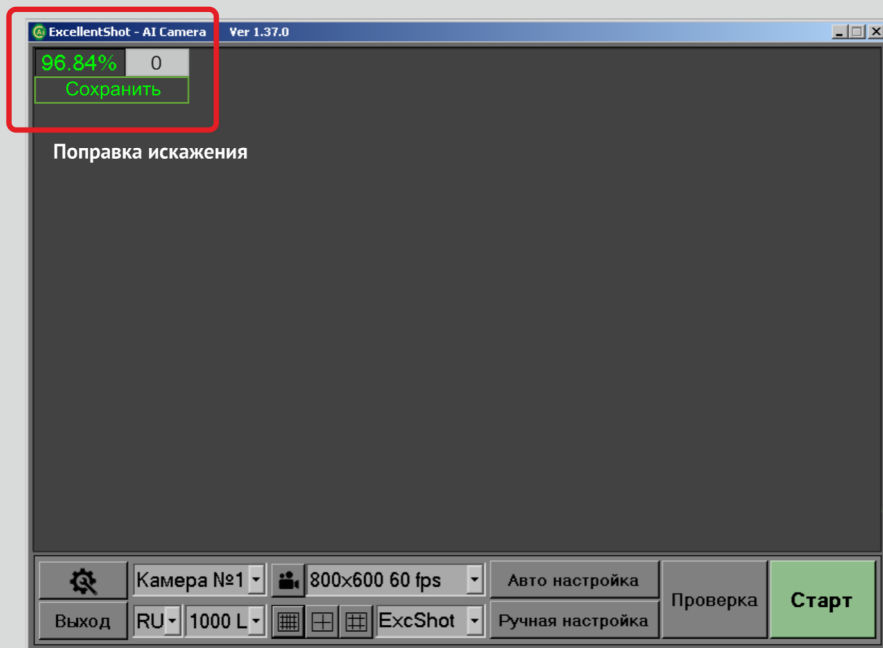 ExcellentShot - AI Camera Ver 1.37.0
96.84% 0
Сохранить
Поправка искажения
Камера №1 800x600 60 fps Авто настройка
Проверка Старт
Выход RU 1000 L ExcShot Ручная настройка